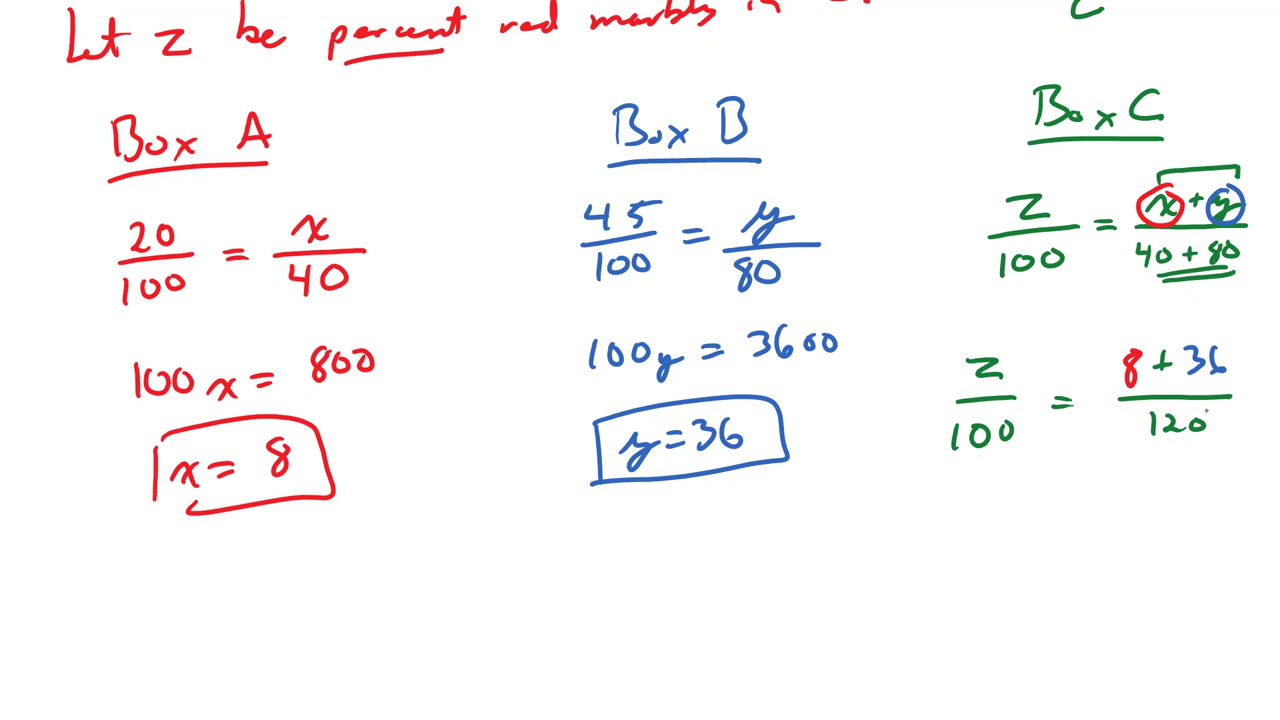 Let z be percent red marbles in C
Box A
20/100 = x/40
100x = 800
x = 8
Box B
45/100 = y/80
100y = 3600
y = 36
Box C
z/100 = x + y/40 + 80
z/100 = 8 + 36/120